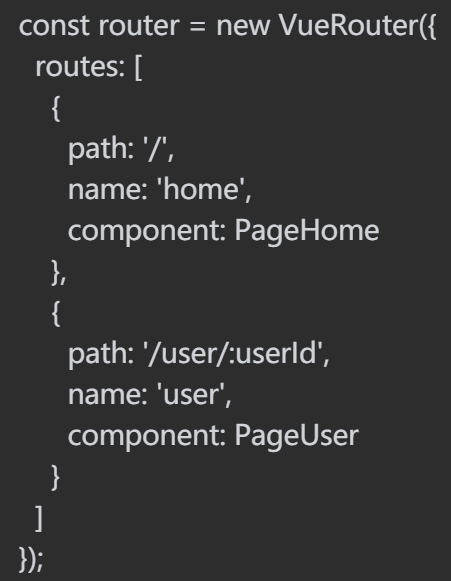 const router = new VueRouter({
  routes: [
    {
      path: '/',
      name: 'home',
      component: PageHome
    },
    {
      path: '/user/:userId',
      name: 'user',
      component: PageUser
    }
  ]
});